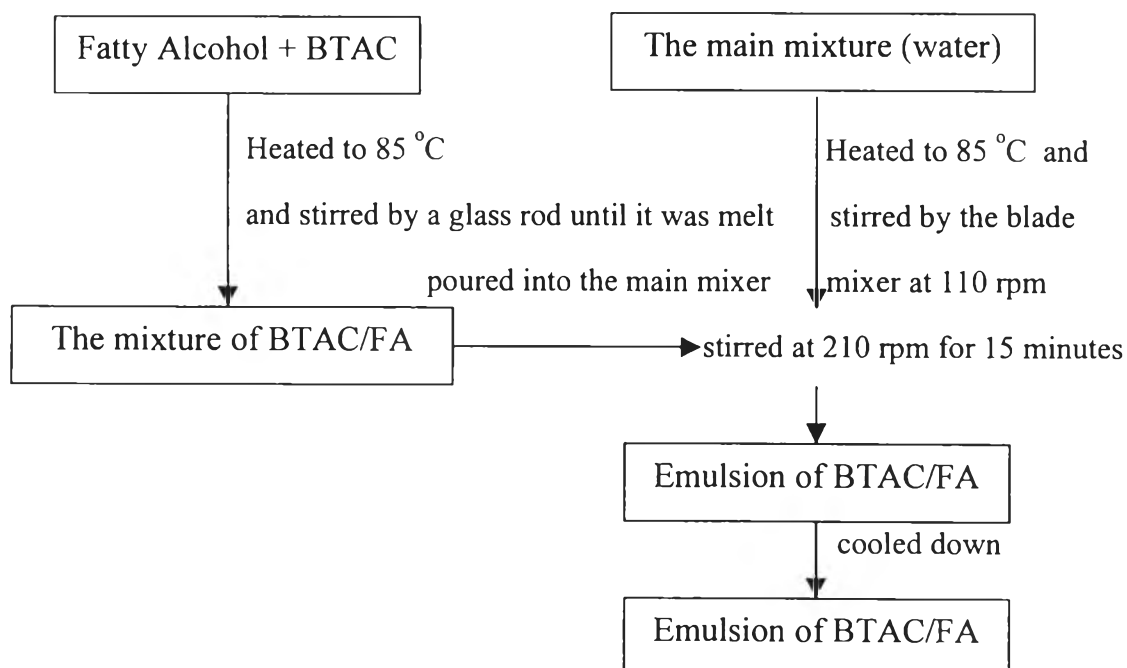 Fatty Alcohol + BTAC
The main mixture (water)
Heated to 85 °C
and stirred by a glass rod until it was melt
poured into the main mixer
Heated to 85 °C and
stirred by the blade
mixer at 110 rpm
The mixture of BTAC/FA
stirred at 210 rpm for 15 minutes
Emulsion of BTAC/FA
cooled down
Emulsion of BTAC/FA